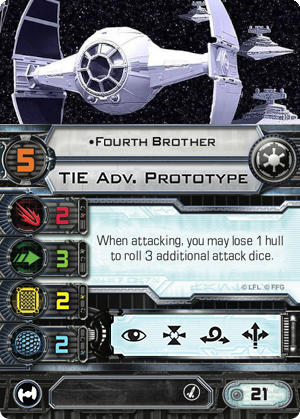 •Fourth Brother
5
TIE Adv. Prototype
2
3
2
2
When attacking, you may lose 1 hull
to roll 3 additional attack dice.
© LFL © FFG
21